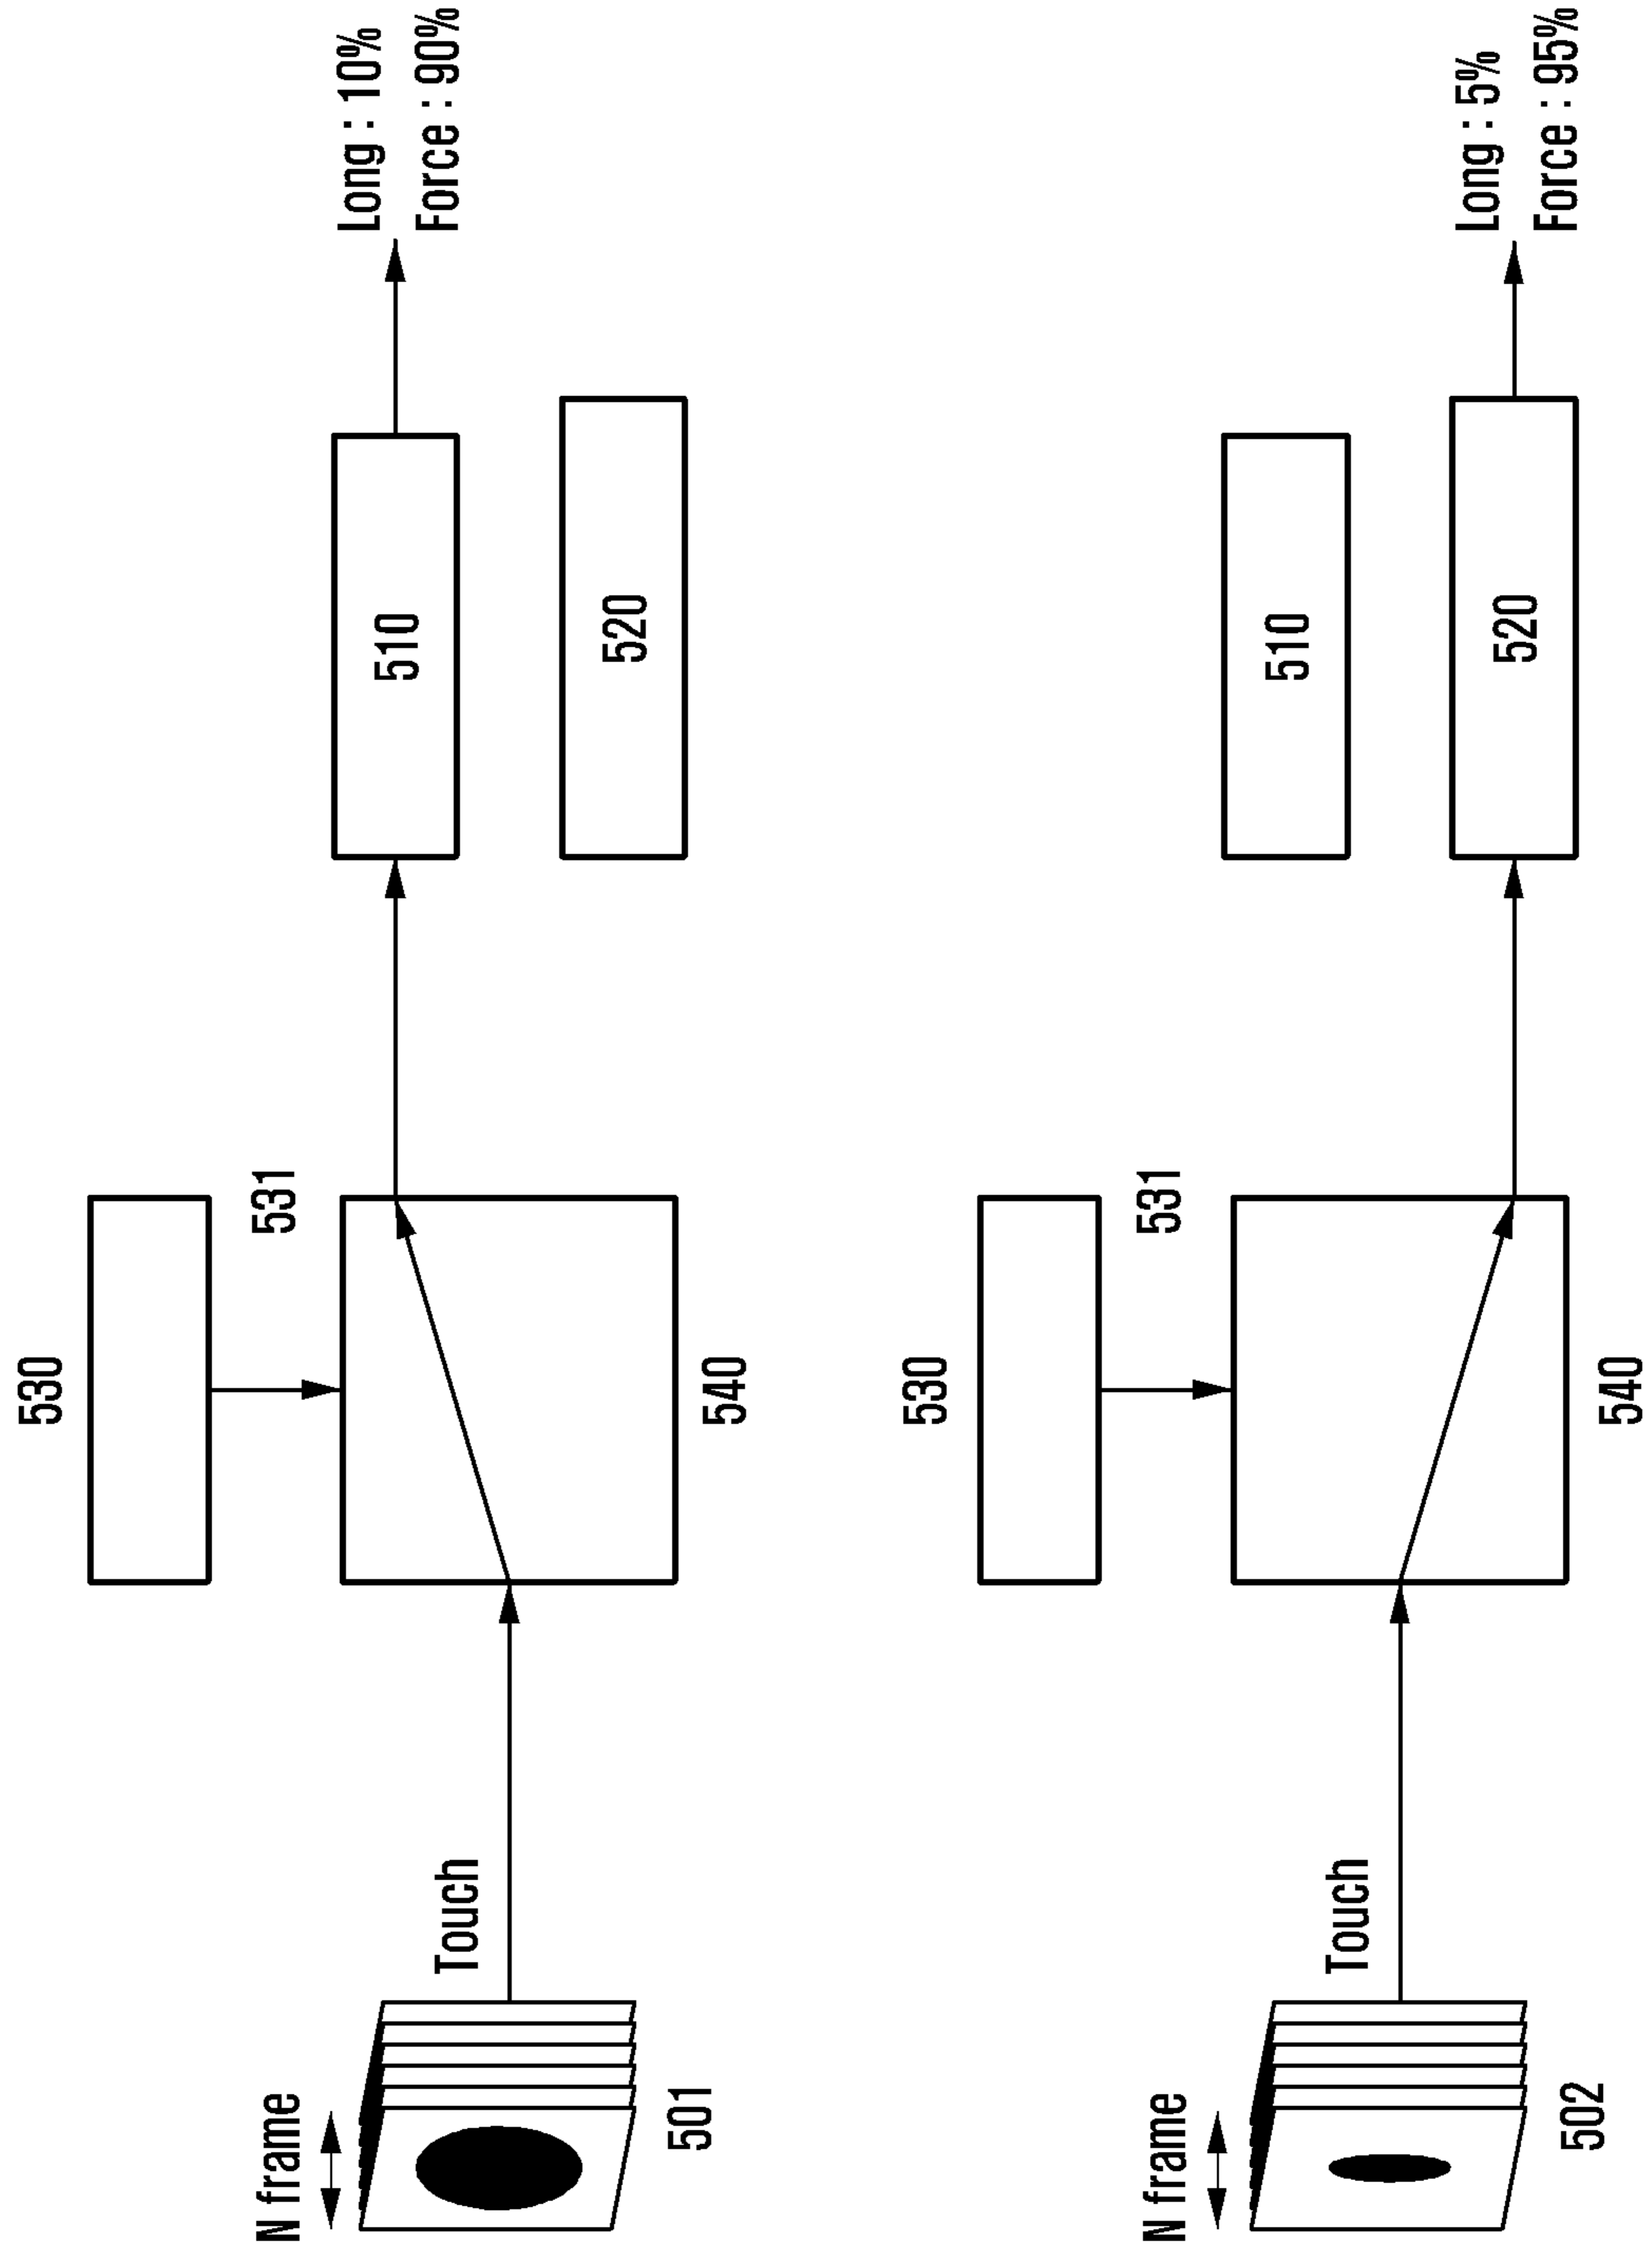 530
N frame
531
Long : 10%
Touch
510
Force : 90%
520
501
540
530
N frame
531
510
Touch
Long : 5%
520
Force : 95%
502
540